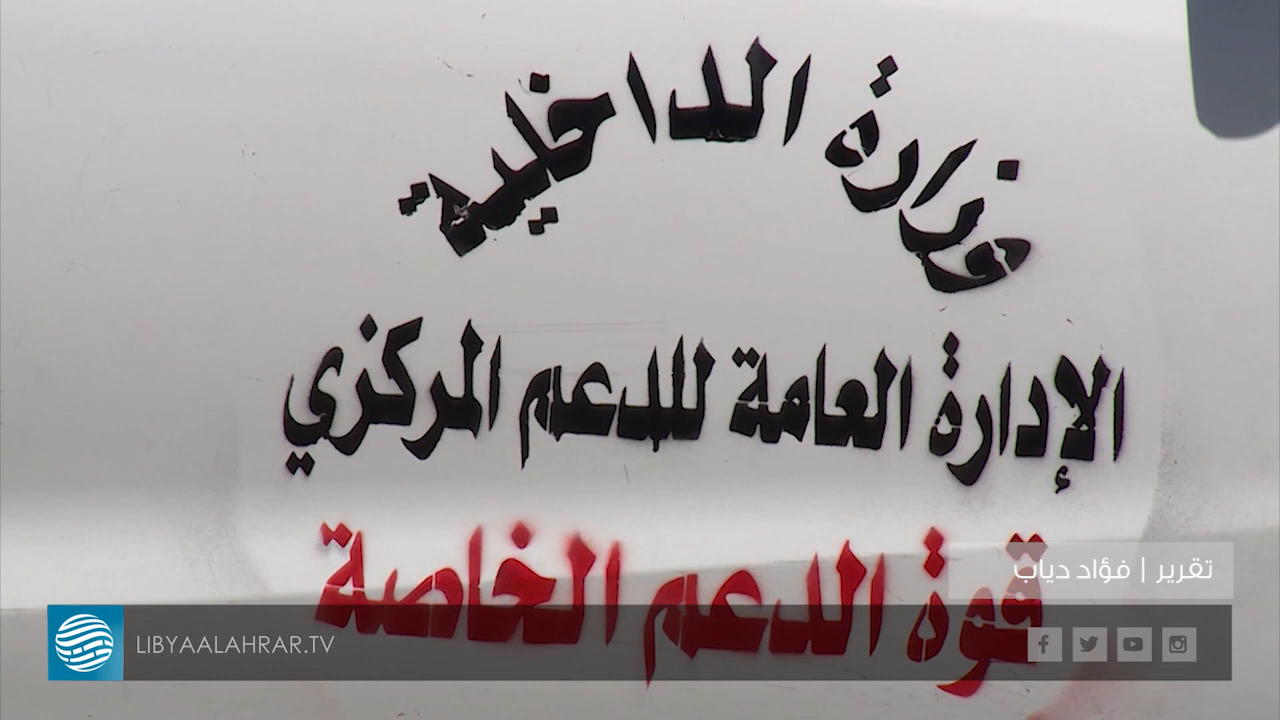 وزارة الداخلية
الإدارة العامة للدعم المركزي
قوة الدعم الخاصة
تقرير | فؤاد دياب
LIBYAALAHRAR.TV